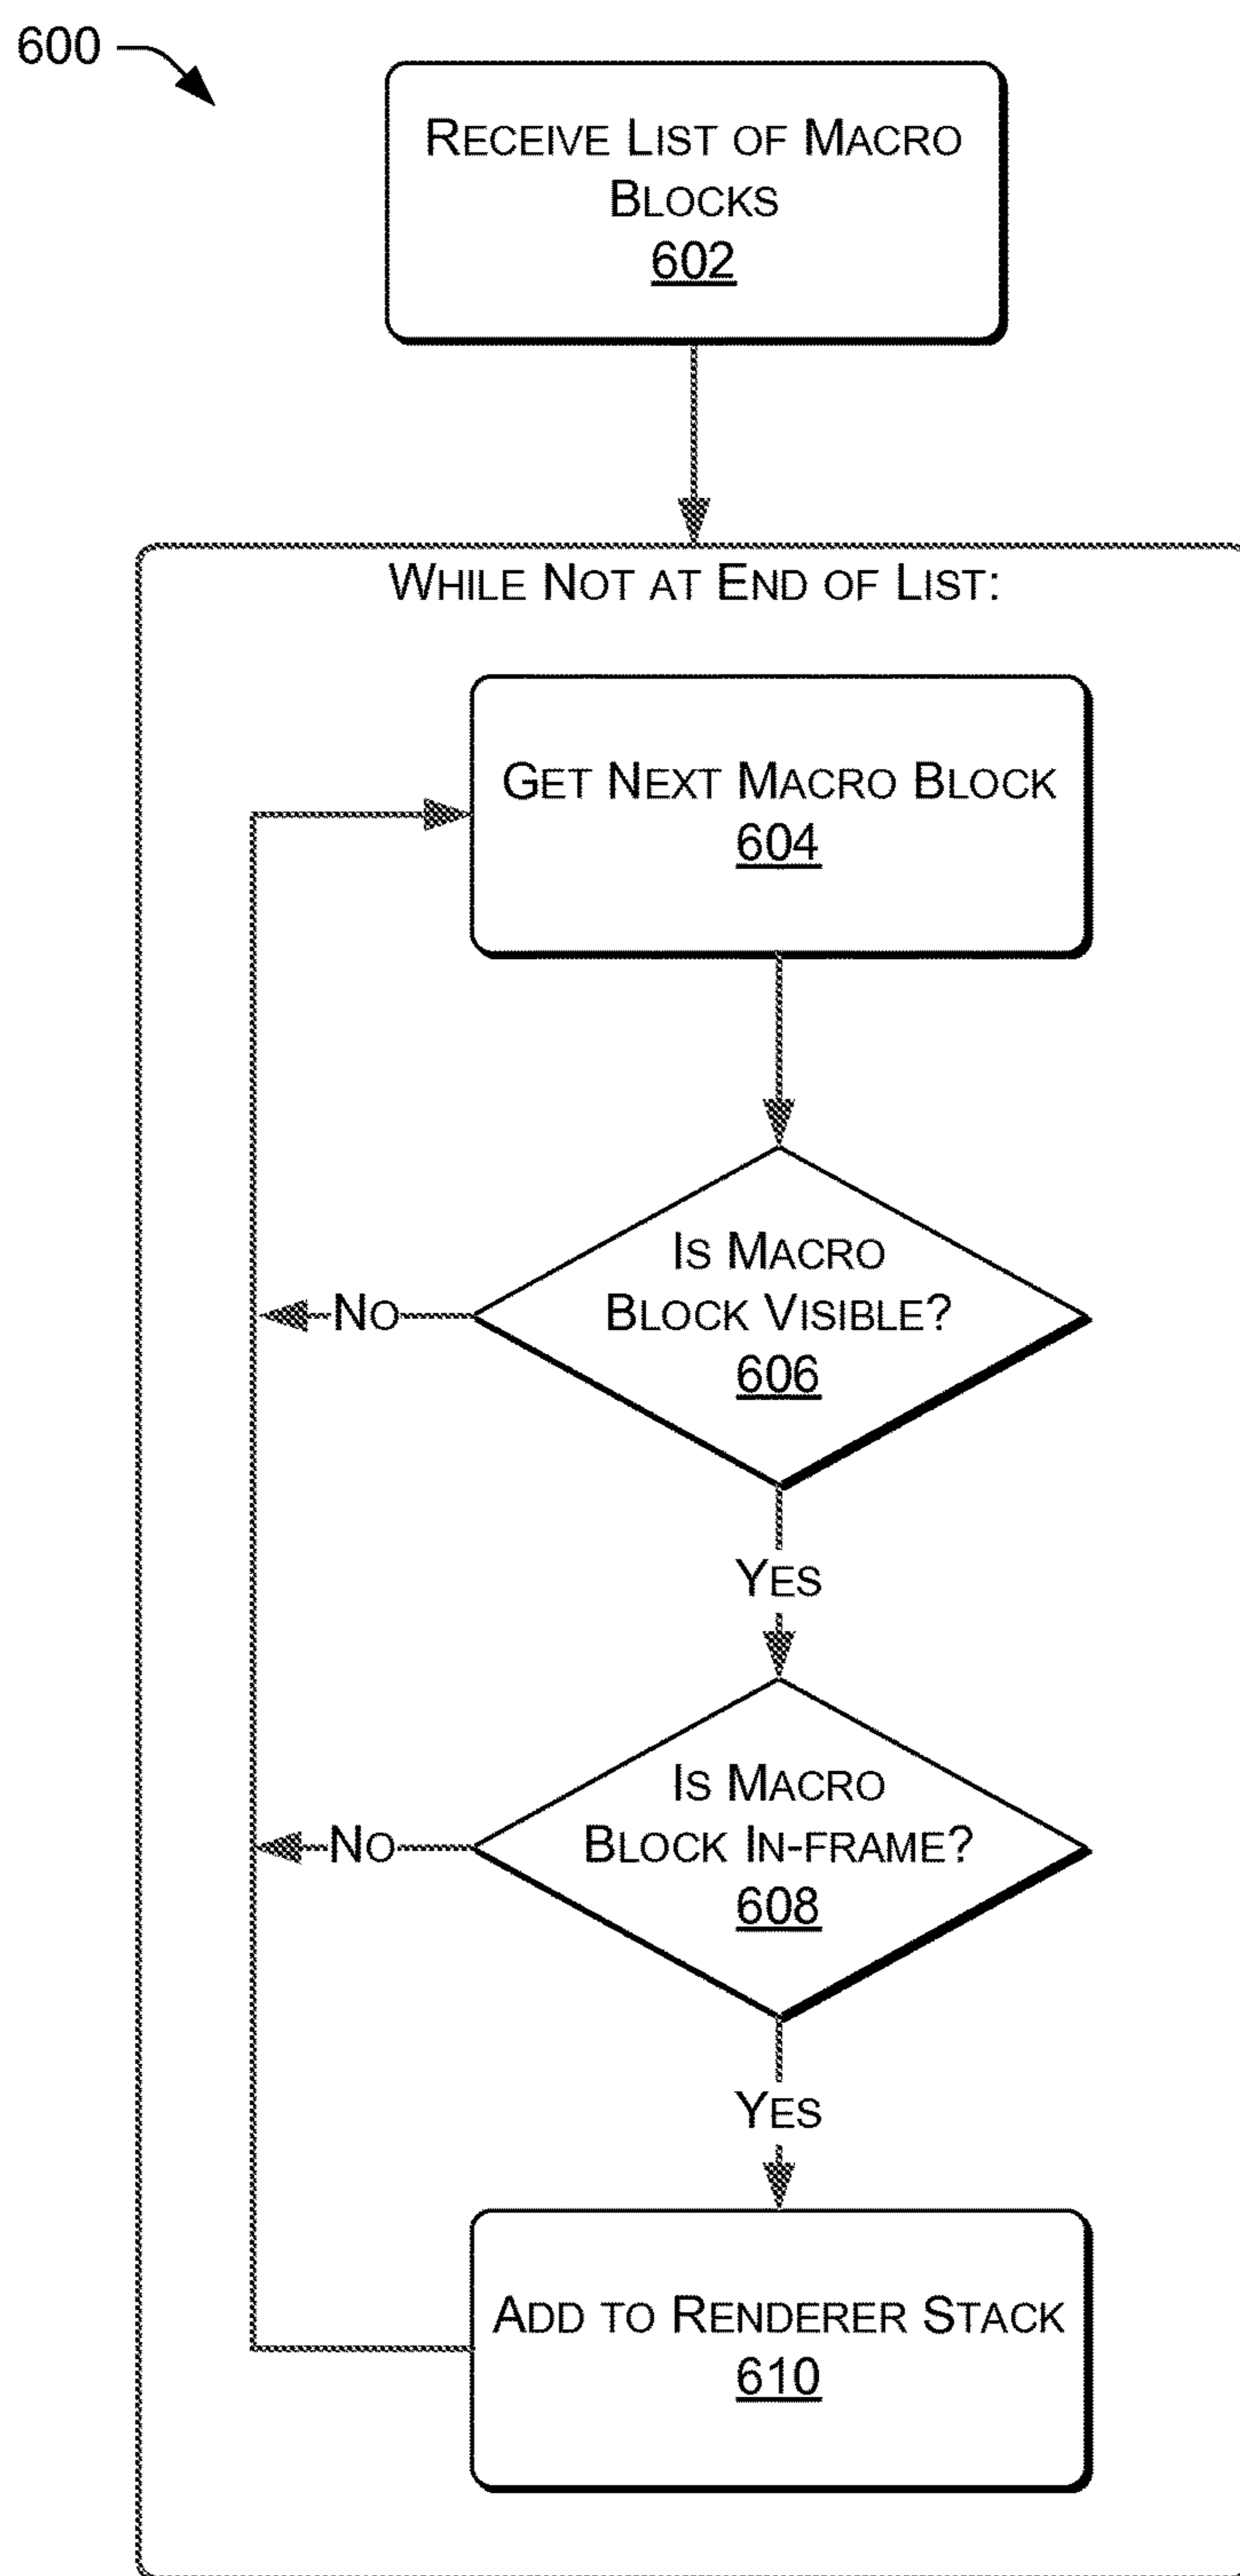 600
RECEIVE LIST OF MACRO
BLOCKS
602
WHILE NOT AT END OF LIST:
GET NEXT MACRO BLOCK
604
IS MACRO
BLOCK VISIBLE?
606
NO
YES
IS MACRO
BLOCK IN-FRAME?
608
NO
YES
ADD TO RENDERER STACK
610